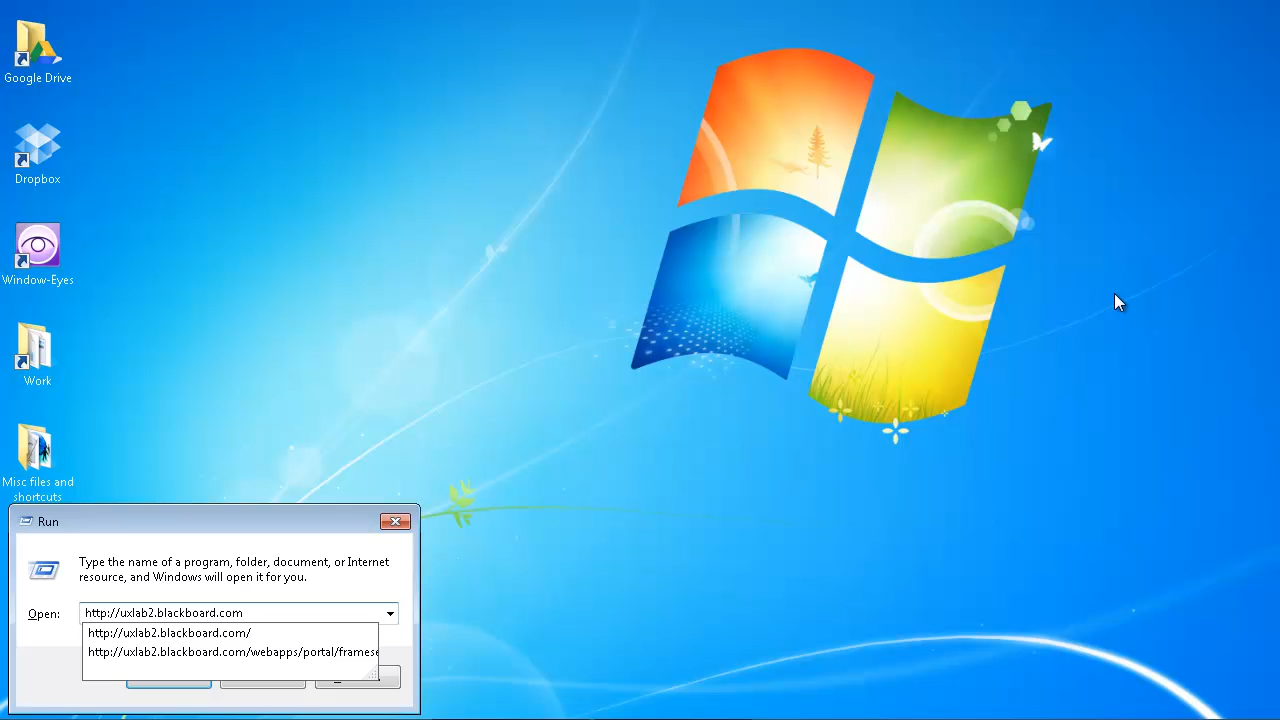 Google Drive
Dropbox
Window-Eyes
Work
Misc files and
shortcuts
Run
Type the name of a program, folder, document, or Internet
resource, and Windows will open it for you.
Open:
http://uxlab2.blackboard.com
http://uxlab2.blackboard.com/
http://uxlab2.blackboard.com/webapps/portal/framese